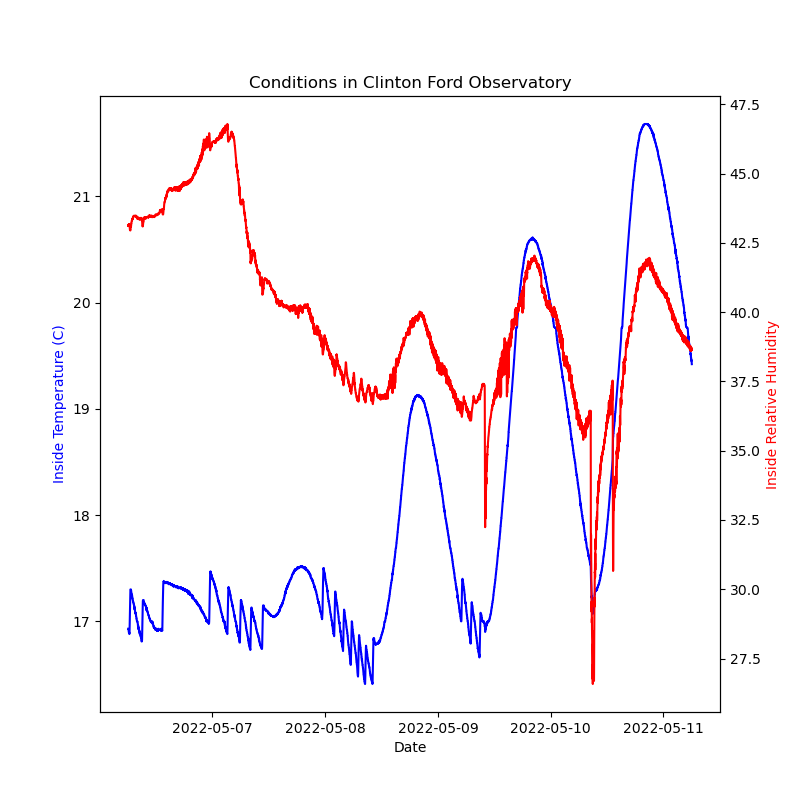 Conditions in Clinton Ford Observatory
47.5
45.0
42.5
40.0
37.5
35.0
32.5
30.0
27.5
21
20
19
18
17
Inside Temperature (C)
Inside Relative Humidity
2022-05-07 2022-05-08 2022-05-09 2022-05-10 2022-05-11
Date